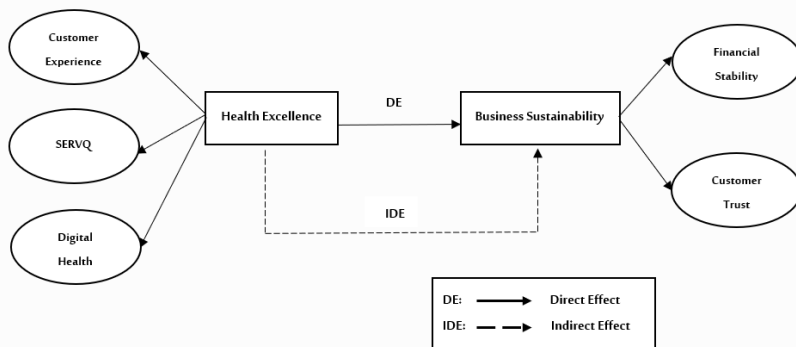 Customer
Experience
SERVQ
Digital
Health
Health Excellence
DE
IDE
Business Sustainability
Financial
Stability
Customer
Trust
DE: Direct Effect
IDE: Indirect Effect